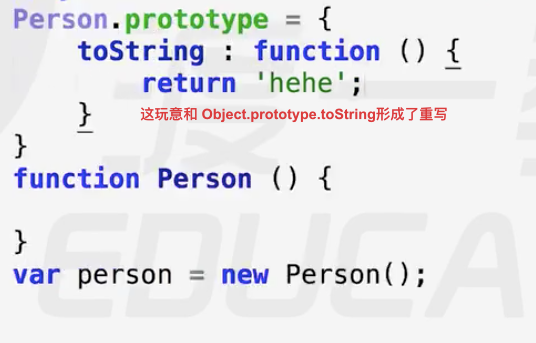 Person.prototype = {
    toString : function () {
        return 'hehe';
    }
这玩意和 Object.prototype.toString形成了重写
}
function Person () {

}
var person = new Person();
EDUCA